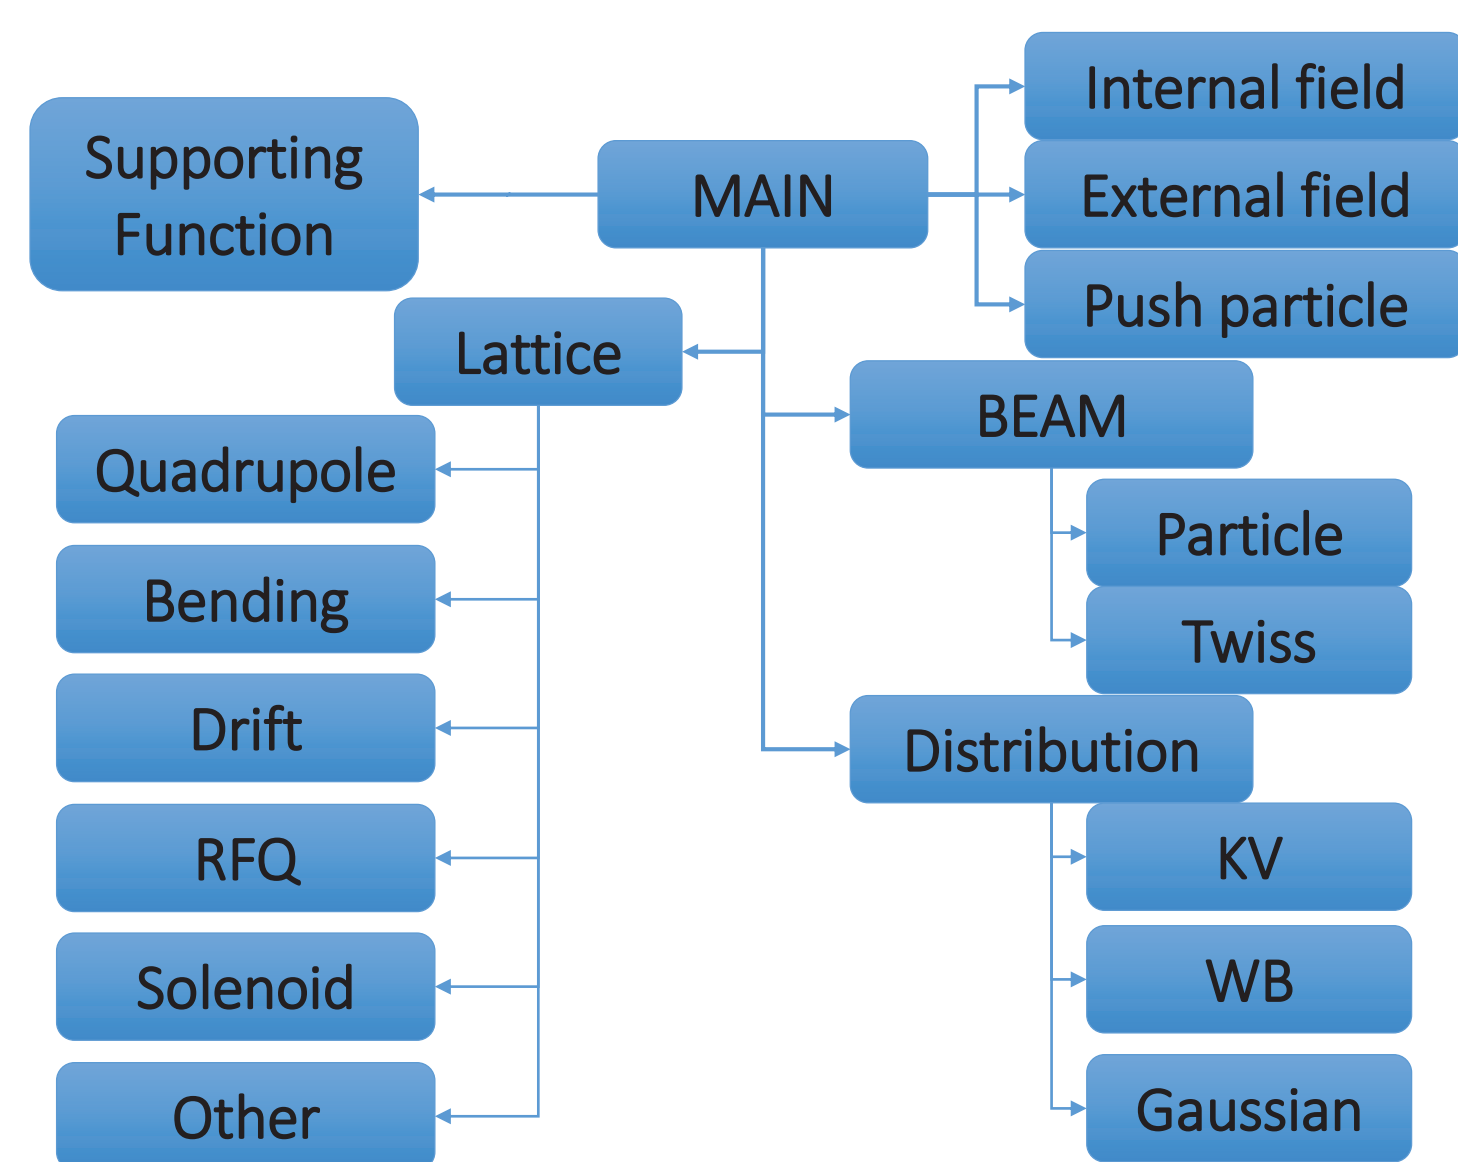 Supporting
Function
MAIN
Internal field
External field
Push particle
Lattice
Quadrupole
Bending
Drift
RFQ
Solenoid
Other
BEAM
Particle
Twiss
Distribution
KV
WB
Gaussian